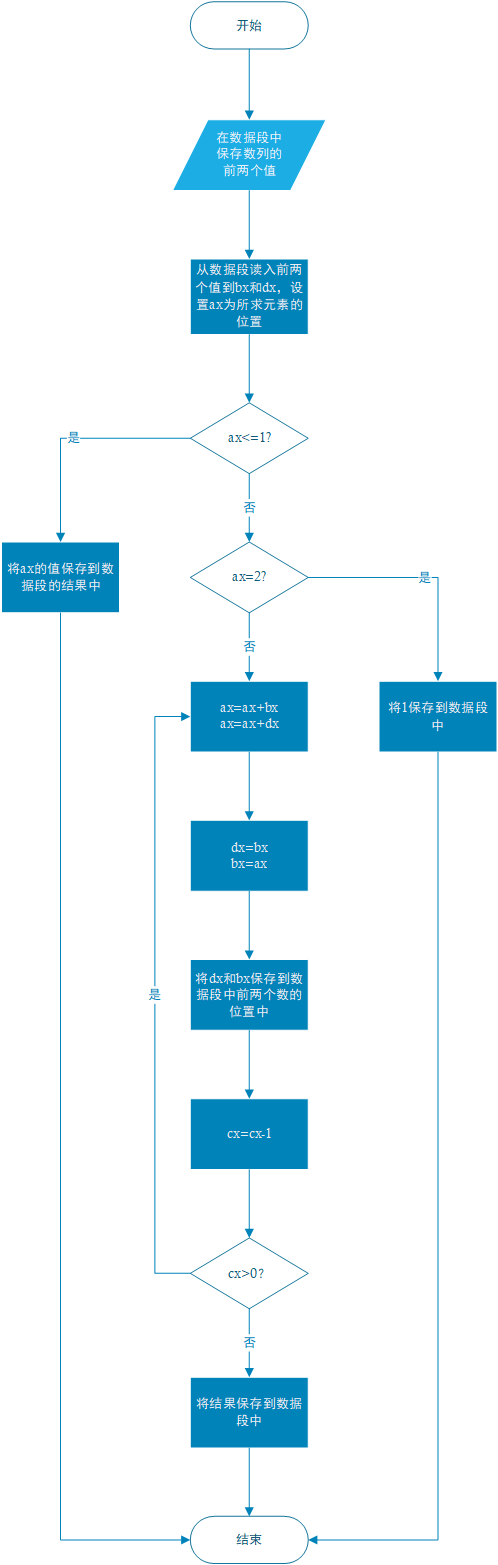 开始
在数据段中
保存数列的
前两个值
从数据段读入前两
个值到bx和dx，设
置ax为所求元素的
位置
ax<=1?
是
否
将ax的值保存到数
据段的结果中
ax=2?
是
否
ax=ax+bx
ax=ax+dx
将1保存到数据段
中
dx=bx
bx=ax
将dx和bx保存到数
据段中前两个数的
位置中
是
cx=cx-1
cx>0?
否
将结果保存到数据
段中
结束